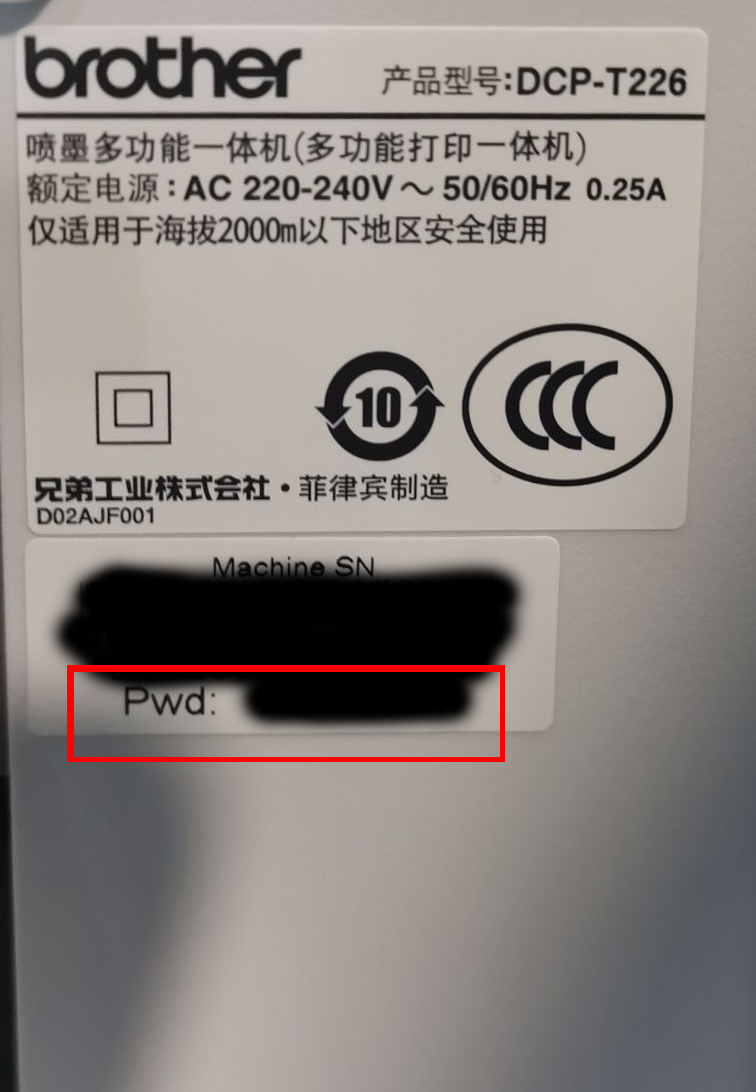 brother
产品型号:DCP-T226
喷墨多功能一体机(多功能打印一体机)
额定电源:AC 220-240V～50/60Hz 0.25A
仅适用于海拔2000m以下地区安全使用
10
CCC
兄弟工业株式会社・菲律宾制造
D02AJF001
Machine SN
Pwd: